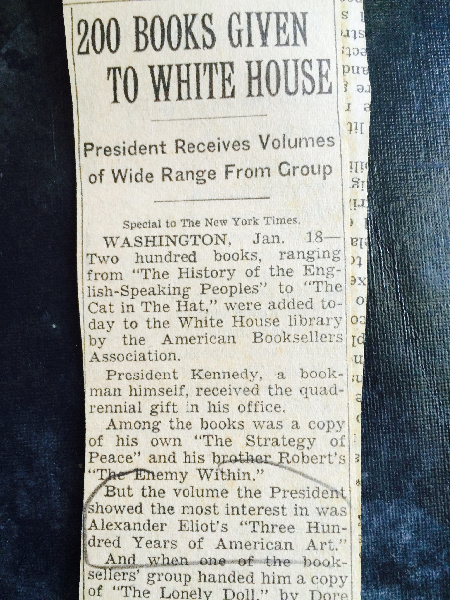 200 BOOKS GIVEN
TO WHITE HOUSE
President Receives Volumes
of Wide Range From Group
Special to The New York Times.
WASHINGTON, Jan. 18—
Two hundred books, ranging
from "The History of the Eng-
lish-Speaking Peoples" to "The
Cat in The Hat," were added to-
day to the White House library
by the American Booksellers
Association.
President Kennedy, a book-
man himself, received the quad-
rennial gift in his office.
Among the books was a copy
of his own "The Strategy of
Peace" and his brother Robert's
"The Enemy Within."
But the volume the President
showed the most interest in was
Alexander Eliot's "Three Hun-
dred Years of American Art."
And when one of the book-
sellers' group handed him a copy
of "The Lonely Doll," by Dore